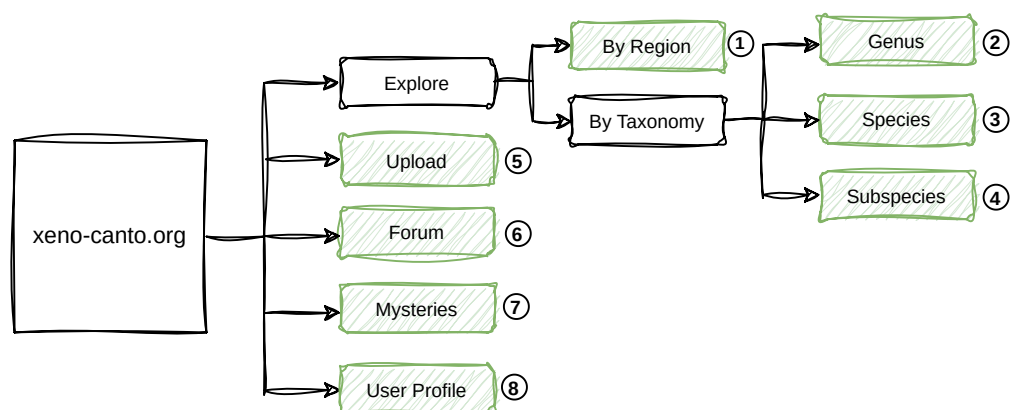 xeno-canto.org
Explore
By Region
1
By Taxonomy
Genus
2
Species
3
Subspecies
4
Upload
5
Forum
6
Mysteries
7
User Profile
8